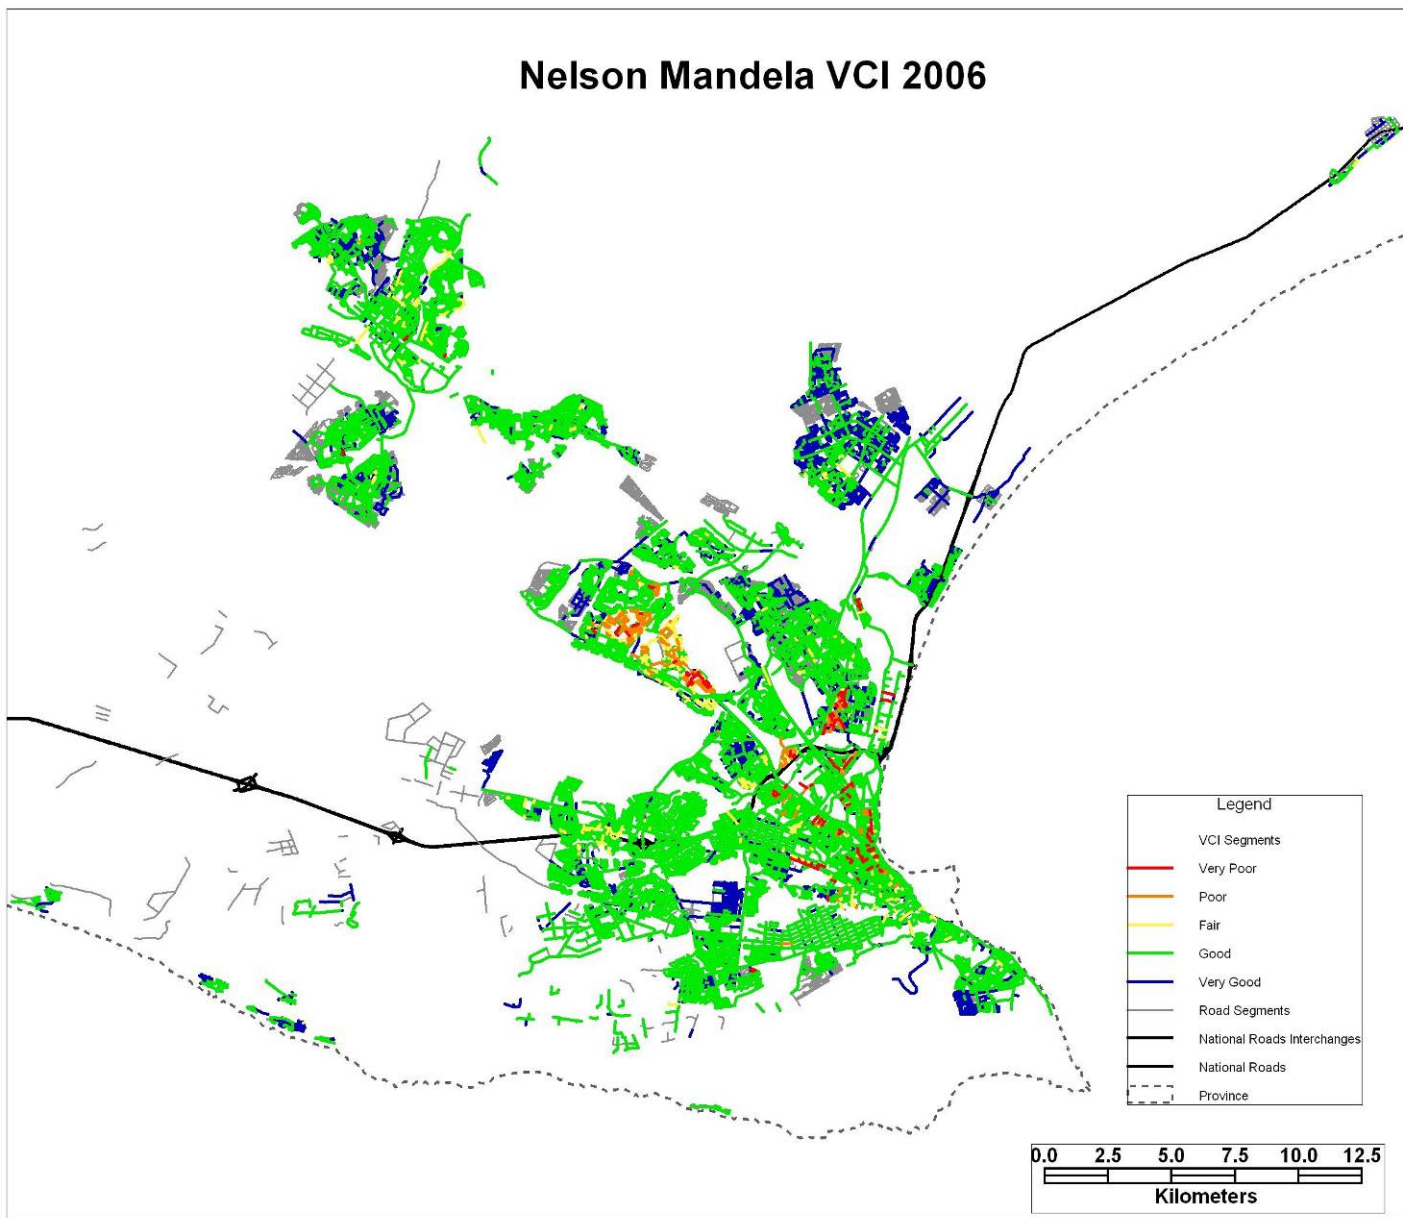 Nelson Mandela VCI 2006
Legend
VCI Segments
Very Poor
Poor
Fair
Good
Very Good
Road Segments
National Roads Interchanges
National Roads
Province
0.0 2.5 5.0 7.5 10.0 12.5
Kilometers